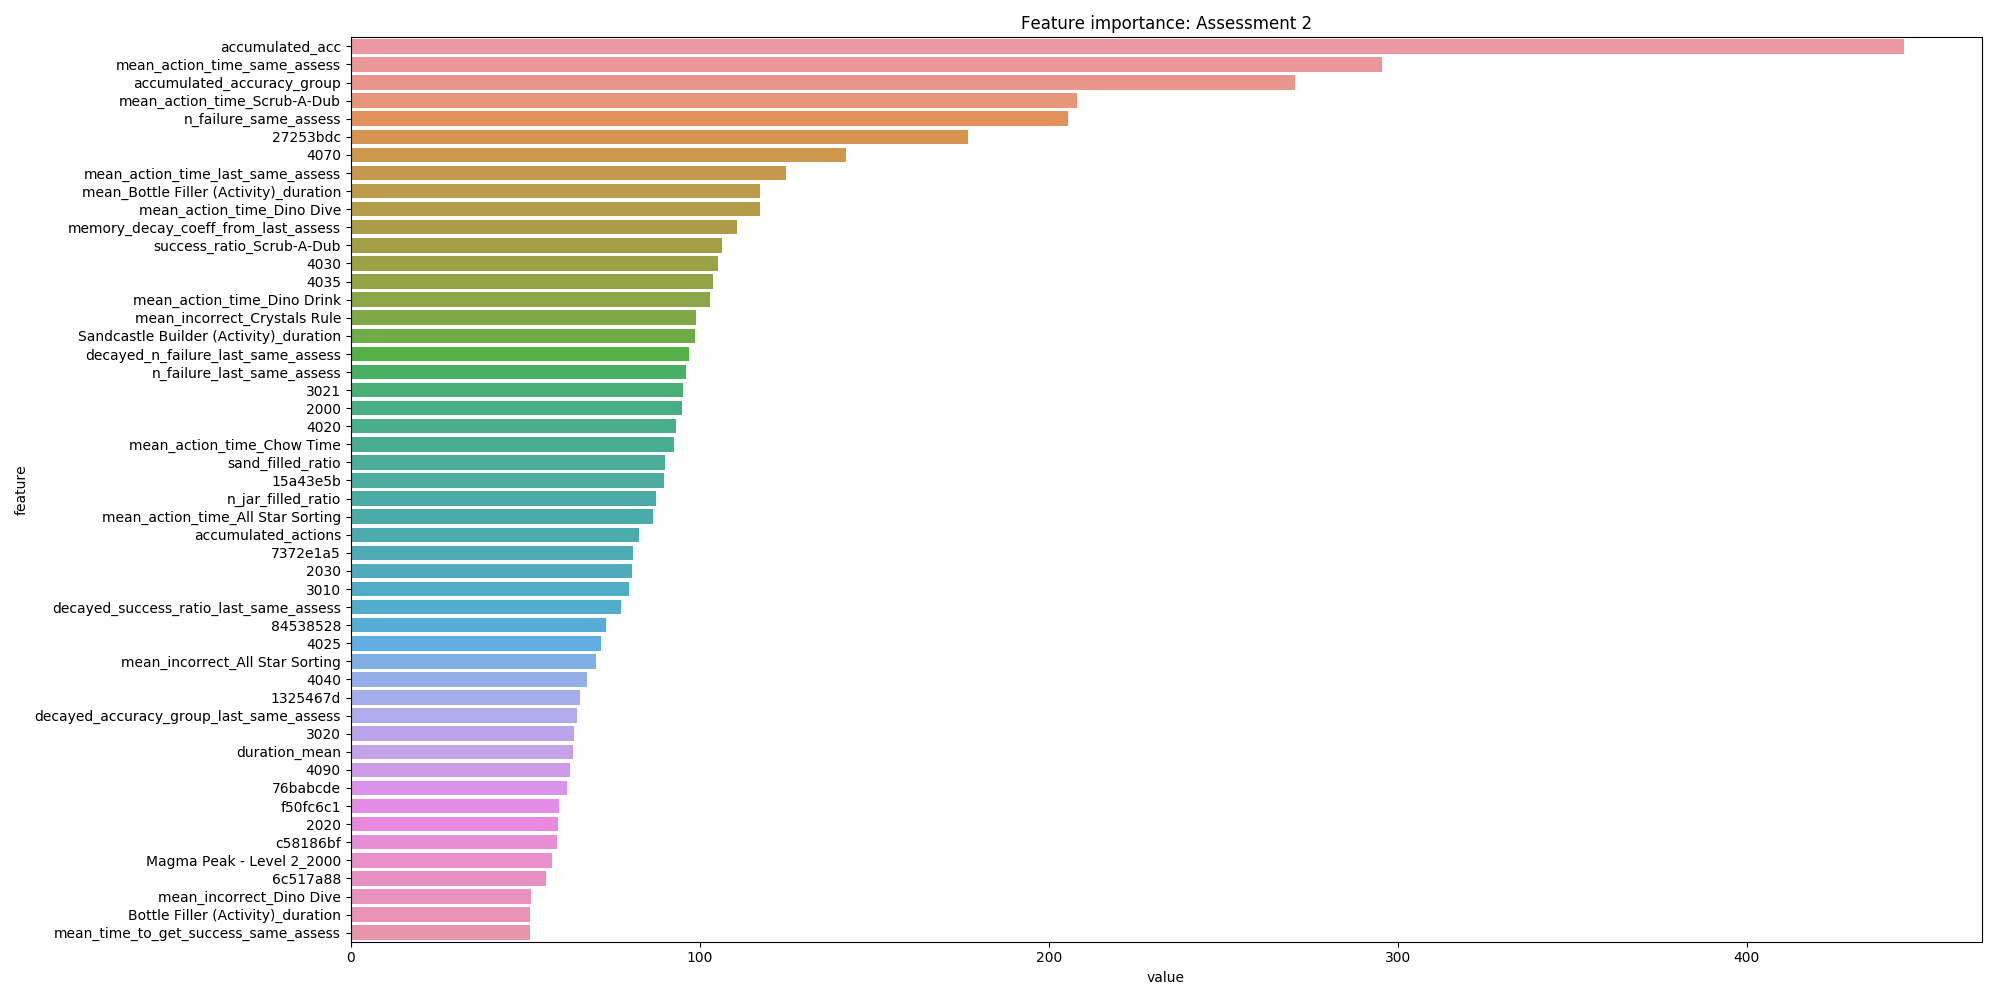 Feature importance: Assessment 2
accumulated_acc
mean_action_time_same_assess
accumulated_accuracy_group
mean_action_time_Scrub-A-Dub
n_failure_same_assess
27253bdc
4070
mean_action_time_last_same_assess
mean_Bottle Filler (Activity)_duration
mean_action_time_Dino Dive
memory_decay_coeff_from_last_assess
success_ratio_Scrub-A-Dub
4030
4035
mean_action_time_Dino Drink
mean_incorrect_Crystals Rule
Sandcastle Builder (Activity)_duration
decayed_n_failure_last_same_assess
n_failure_last_same_assess
3021
2000
4020
mean_action_time_Chow Time
sand_filled_ratio
15a43e5b
n_jar_filled_ratio
mean_action_time_All Star Sorting
accumulated_actions
7372e1a5
2030
3010
decayed_success_ratio_last_same_assess
84538528
4025
mean_incorrect_All Star Sorting
4040
1325467d
decayed_accuracy_group_last_same_assess
3020
duration_mean
4090
76babcde
f50fc6c1
2020
c58186bf
Magma Peak - Level 2_2000
6c517a88
mean_incorrect_Dino Dive
Bottle Filler (Activity)_duration
mean_time_to_get_success_same_assess
feature
0 100 200 300 400
value